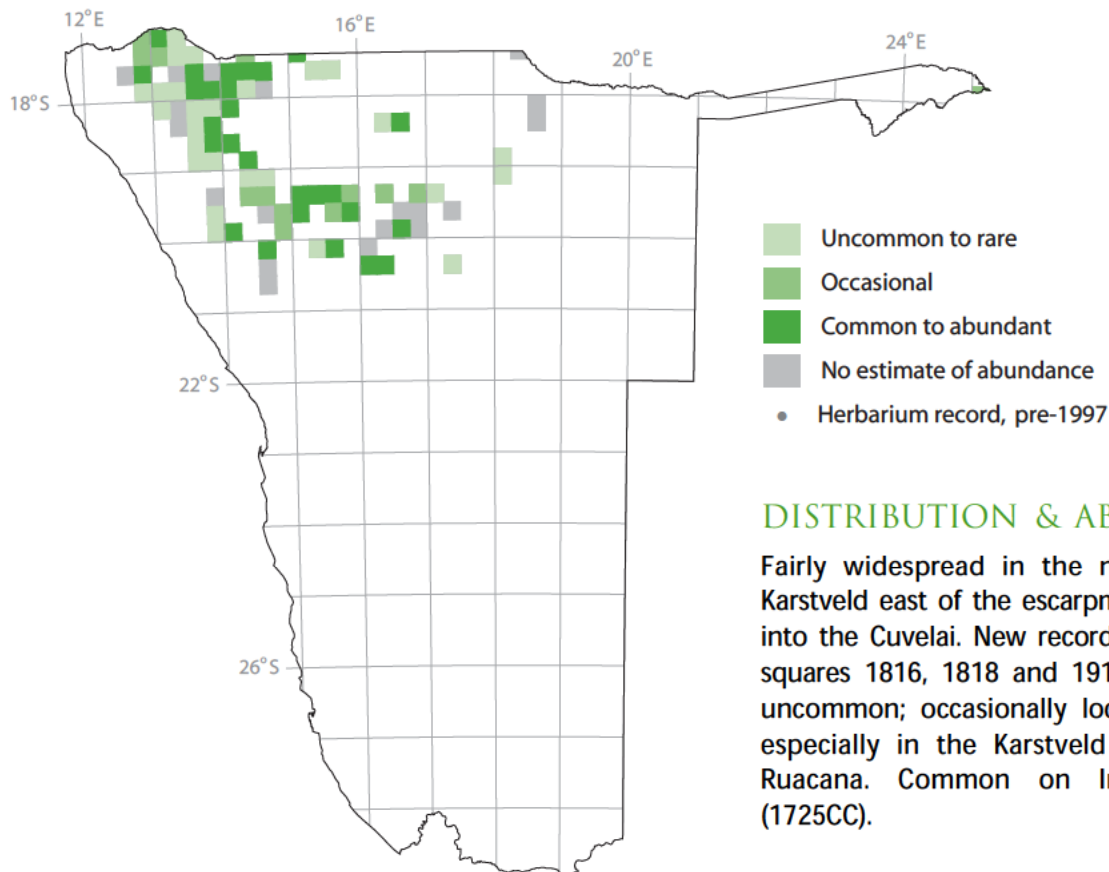 12°E
16°E
20°E
24°E
18°S
22°S
26°S
Uncommon to rare
Occasional
Common to abundant
No estimate of abundance
Herbarium record, pre-1997
DISTRIBUTION & AB
Fairly widespread in the
Karstveld east of the escarpm
into the Cuvelai. New record
squares 1816, 1818 and 191
uncommon; occasionally loc
especially in the Karstveld
Ruacana. Common on In
(1725CC).